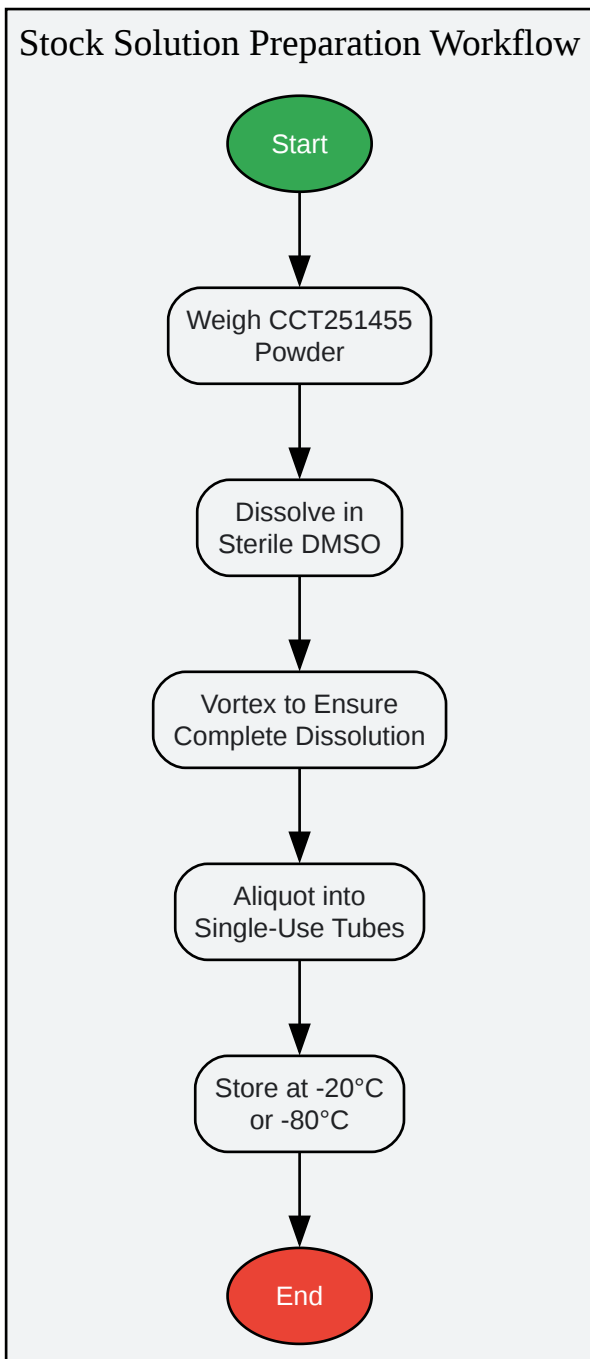 Stock Solution Preparation Workflow
Start
Weigh CCT251455
Powder
Dissolve in
Sterile DMSO
Vortex to Ensure
Complete Dissolution
Aliquot into
Single-Use Tubes
Store at -20°C
or -80°C
End